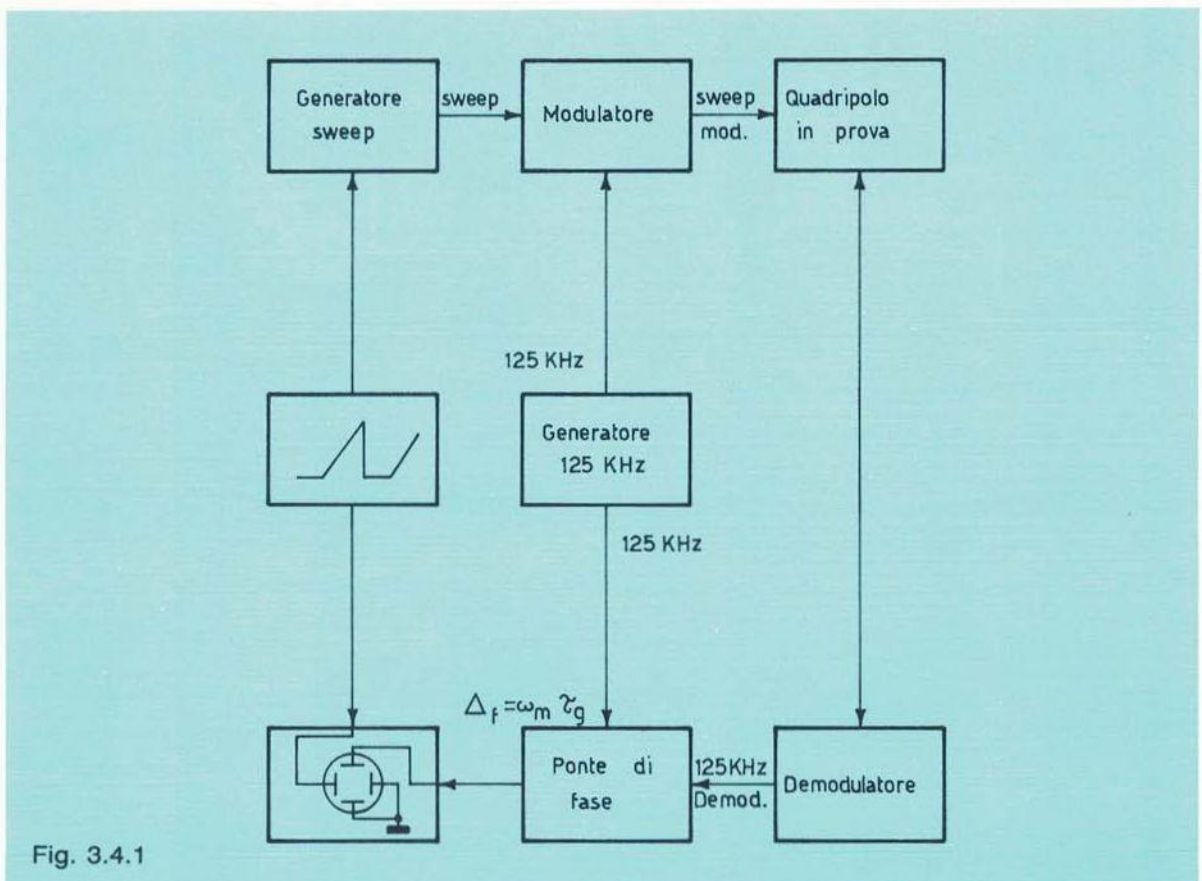 Generatore
sweep
sweep
Modulatore
sweep
mod.
Quadripolo
in prova
125 KHz
Generatore
125 KHz
125 KHz
Δf=ωm τg
Ponte di
fase
125KHz
Demod.
Demodulatore
Fig. 3.4.1